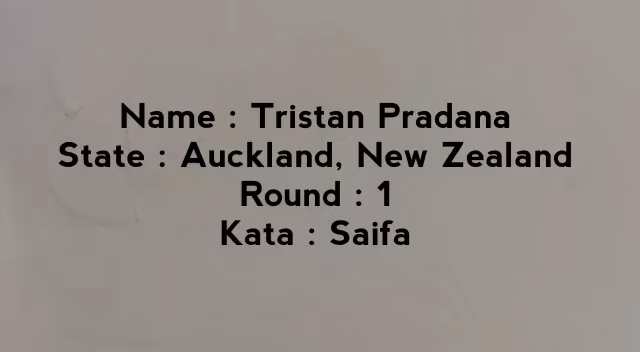 Name : Tristan Pradana
State : Auckland, New Zealand
Round : 1
Kata : Saifa